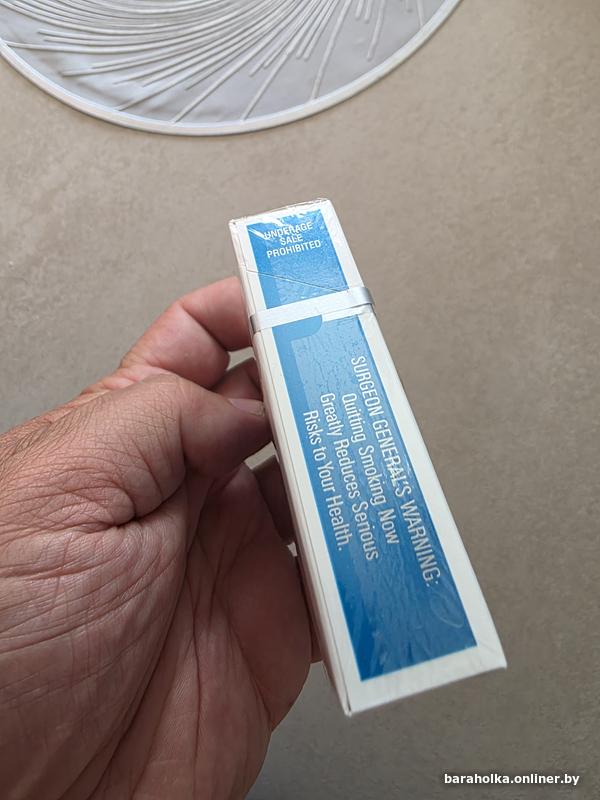 UNDERAGE
SALE
PROHIBITED
SURGEON GENERAL'S WARNING:
Quitting Smoking Now
Greatly Reduces Serious
Risks to Your Health.
baraholka.onliner.by